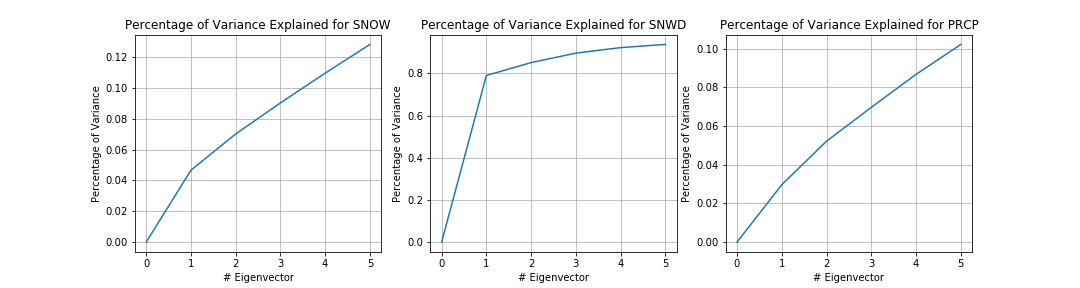 Percentage of Variance Explained for SNOW
Percentage of Variance
0.12
0.10
0.08
0.06
0.04
0.02
0.00
0 1 2 3 4 5
# Eigenvector
Percentage of Variance Explained for SNWD
Percentage of Variance
0.8
0.6
0.4
0.2
0.0
0 1 2 3 4 5
# Eigenvector
Percentage of Variance Explained for PRCP
Percentage of Variance
0.10
0.08
0.06
0.04
0.02
0.00
0 1 2 3 4 5
# Eigenvector